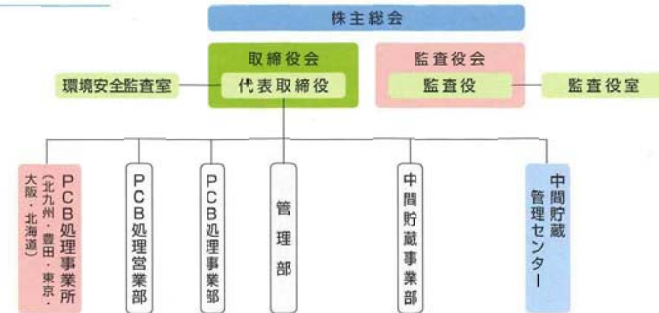 株主総会
取締役会
監査役会
環境安全監査室
代表取締役
監査役
監査役室
PCB処理事業所
(北九州・豊田・東京・
大阪・北海道)
PCB処理営業部
PCB処理事業部
管理部
中間貯蔵事業部
中間貯蔵
管理センター